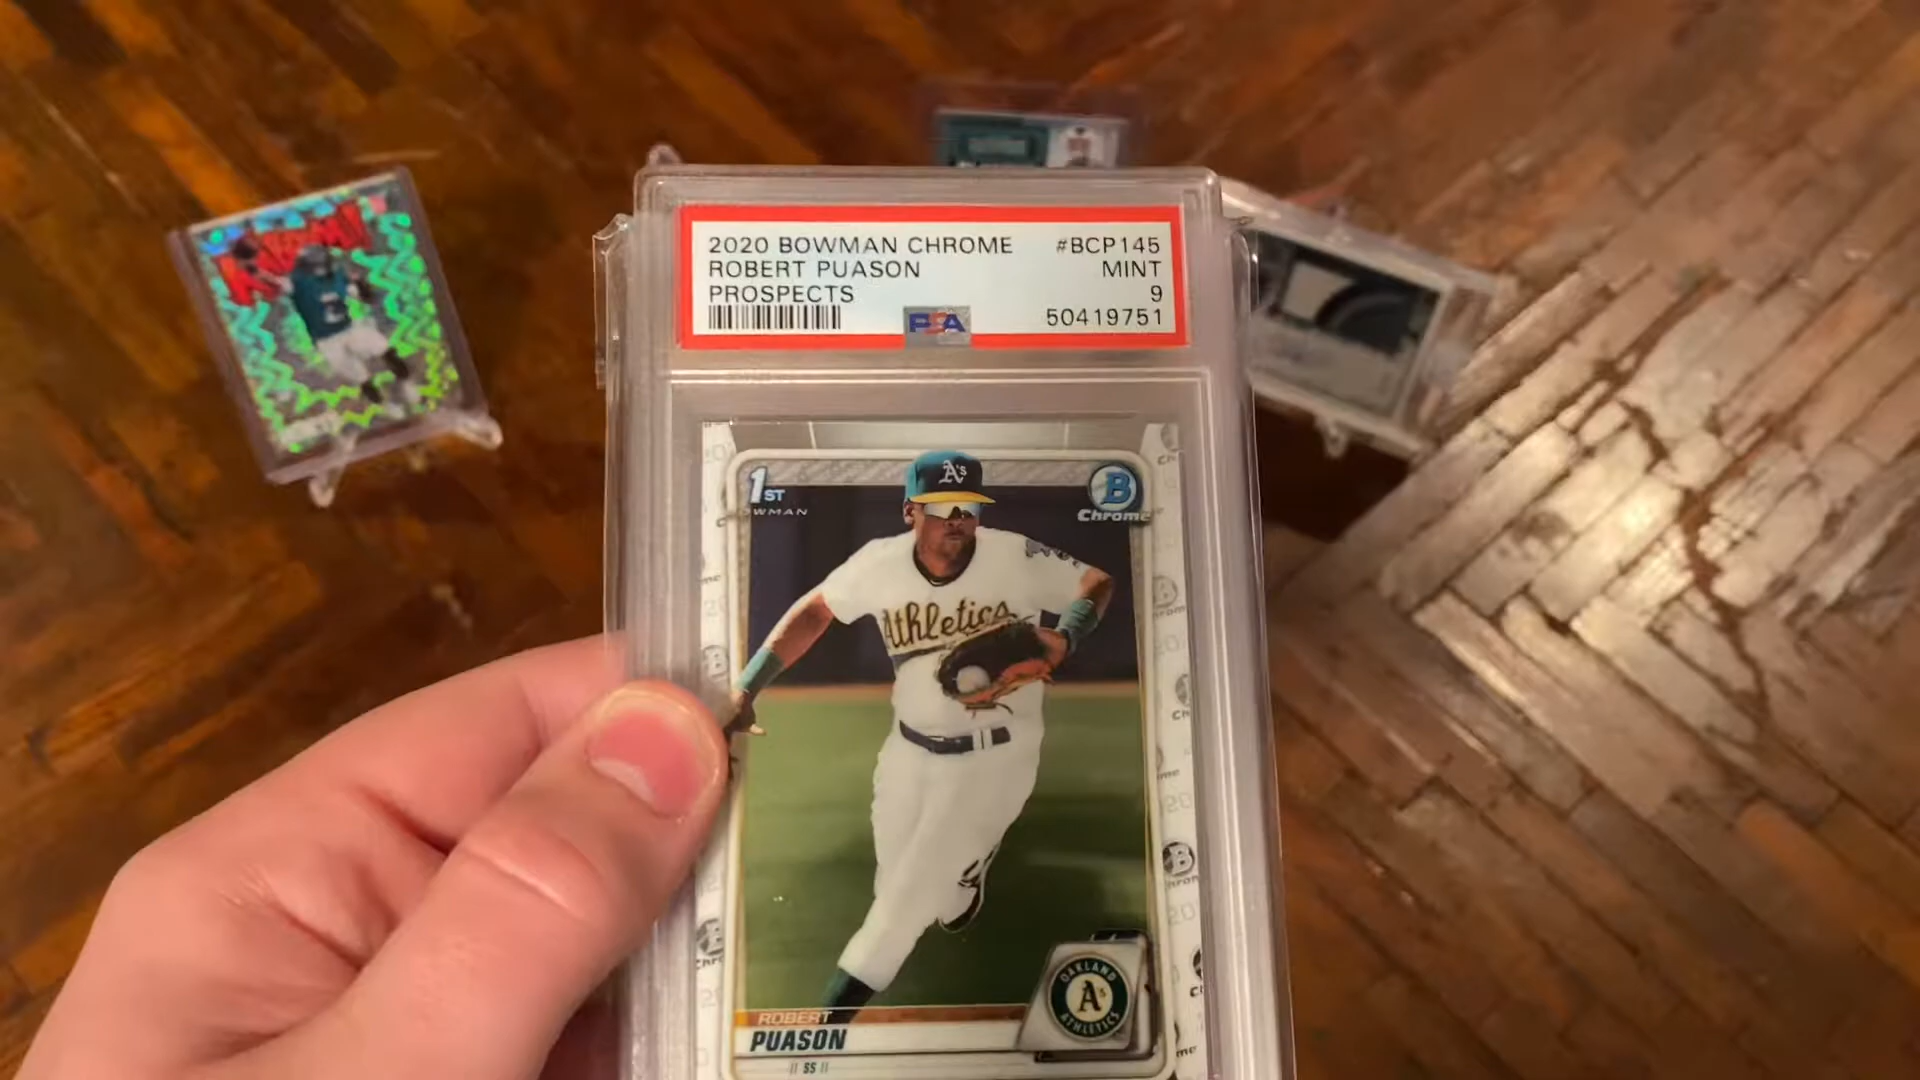 2020 BOWMAN CHROME #BCP145
ROBERT PUASON MINT
PROSPECTS 9
PSA 50419751
A's
1ST
OWMAN
B
Chrome
Athletics
OAKLAND
A's
ATHLETICS
ROBERT
PUASON
SS